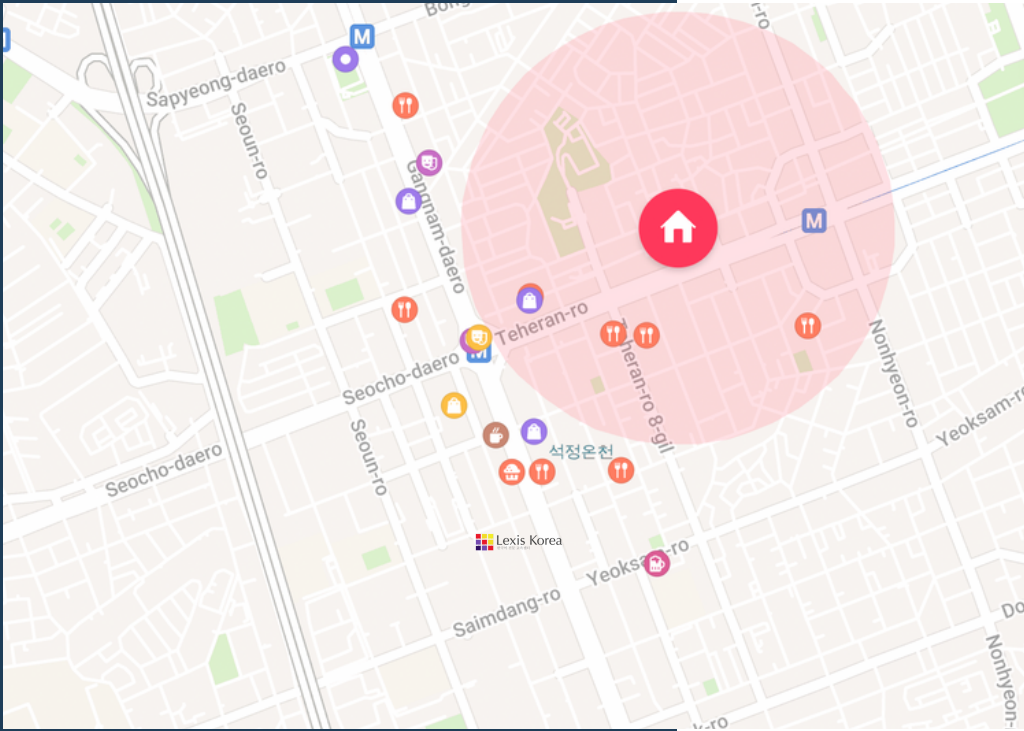 Bong
M
Sapyeong-daero
Seoun-ro
-ro
Gangnam-daero
M
Teheran-ro
Seocho-daero
M
Teheran-ro 8-gil
Nonhyeon-ro
Yeoksam-ro
Seoun-ro
Seocho-daero
석정온천
Lexis Korea
Yeoksam-ro
Saimdang-ro
Do
Nonhyeon-
k-ro